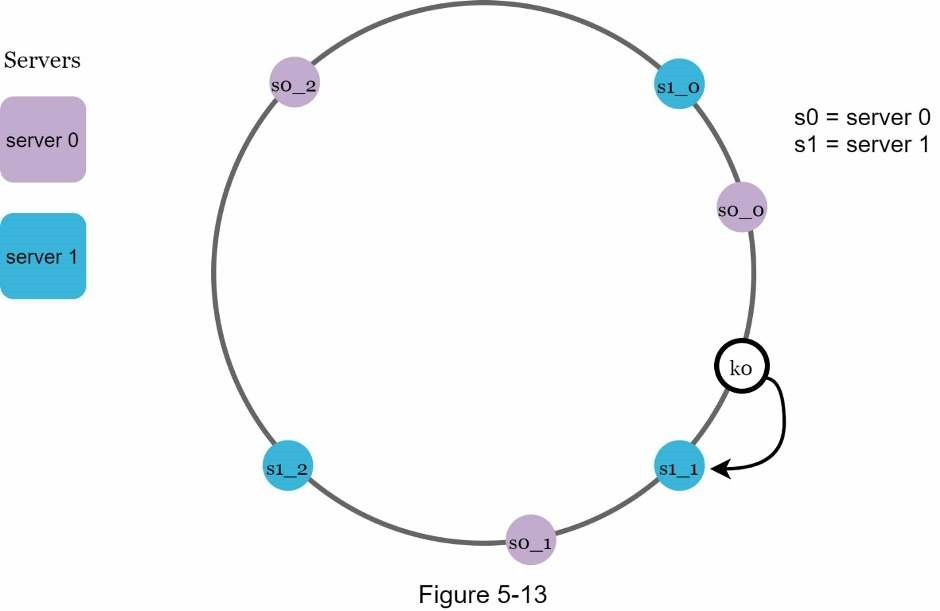 Servers
server 0
server 1
s0_2
s1_0
s0 = server 0
s1 = server 1
s0_0
k0
s1_1
s1_2
s0_1
Figure 5-13